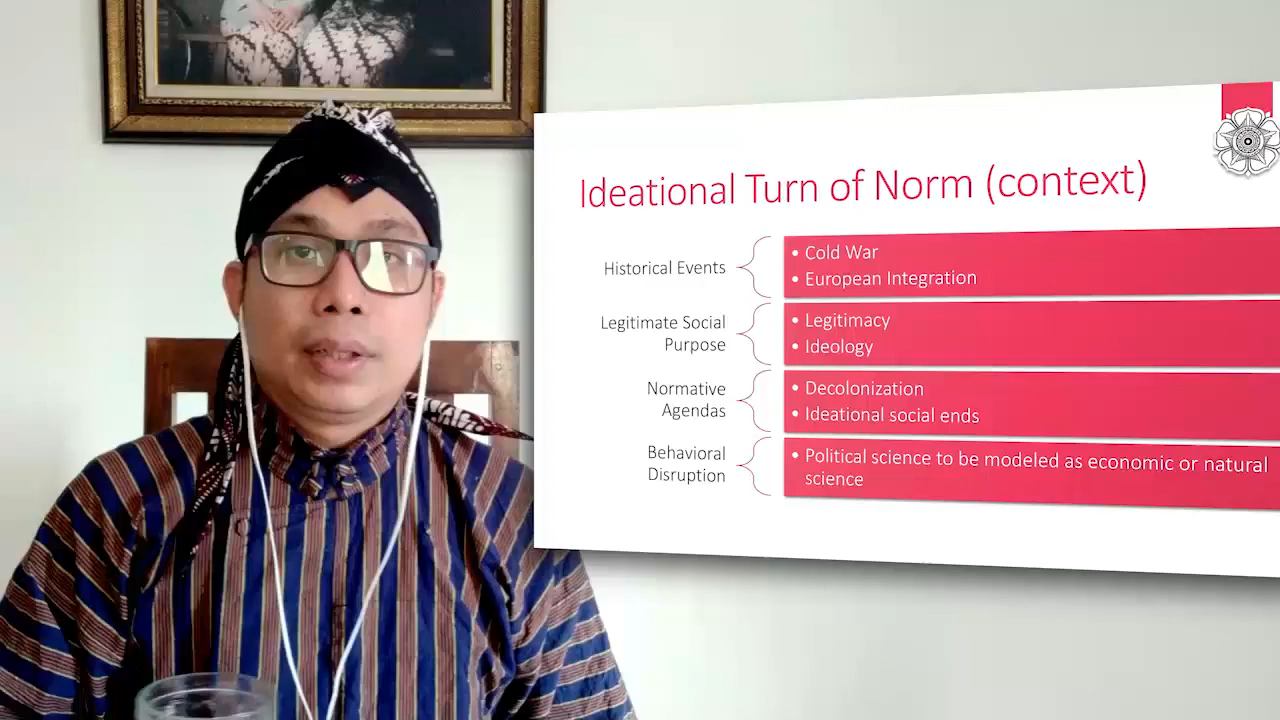 Ideational Turn of Norm (context)
Historical Events
• Cold War
• European Integration
Legitimate Social
Purpose
• Legitimacy
• Ideology
Normative
Agendas
• Decolonization
• Ideational social ends
Behavioral
Disruption
• Political science to be modeled as economic or natural
science